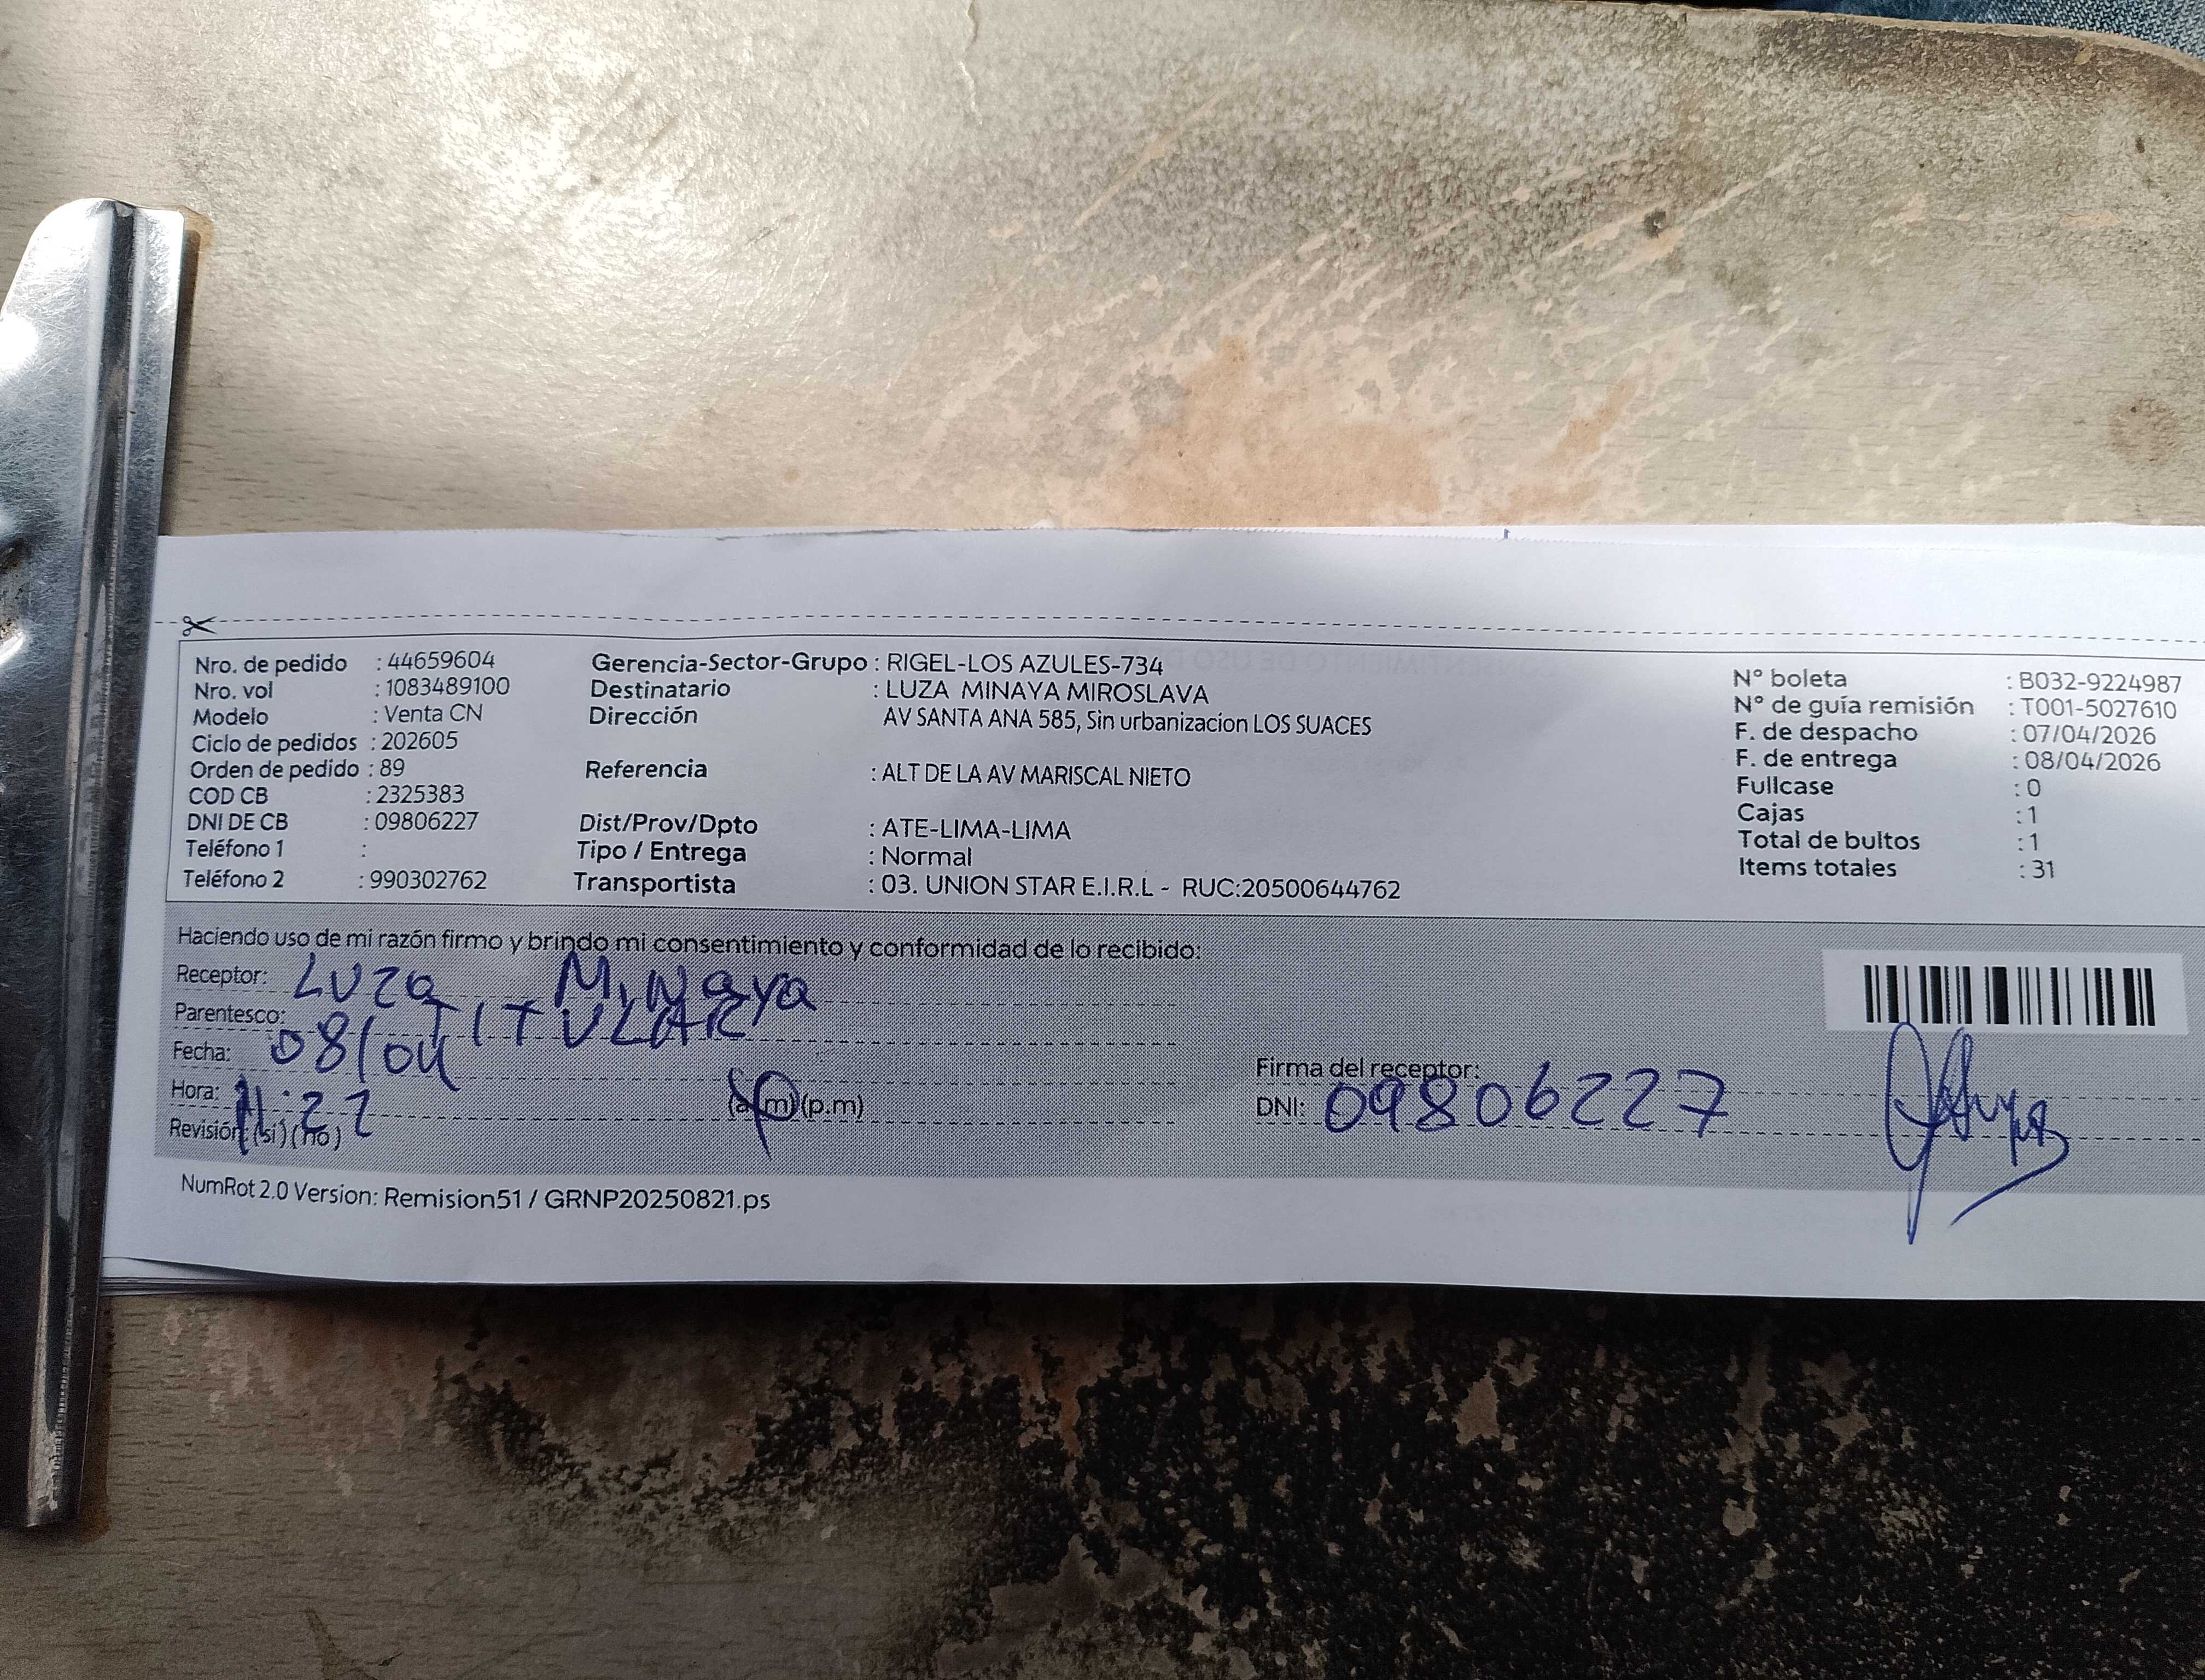 Nro. de pedido : 44659604
Nro. vol : 1083489100
Modelo : Venta CN
Ciclo de pedidos : 202605
Orden de pedido : 89
COD CB : 2325383
DNI DE CB : 09806227
Teléfono 1 :
Teléfono 2 : 990302762
Gerencia-Sector-Grupo : RIGEL-LOS AZULES-734
Destinatario : LUZA MINAYA MIROSLAVA
Dirección AV SANTA ANA 585, Sin urbanizacion LOS SUACES
Referencia : ALT DE LA AV MARISCAL NIETO
Dist/Prov/Dpto : ATE-LIMA-LIMA
Tipo / Entrega : Normal
Transportista : 03. UNION STAR E.I.R.L - RUC:20500644762
N° boleta : B032-9224987
N° de guía remisión : T001-5027610
F. de despacho : 07/04/2026
F. de entrega : 08/04/2026
Fullcase : 0
Cajas : 1
Total de bultos : 1
Items totales : 31
Haciendo uso de mi razón firmo y brindo mi consentimiento y conformidad de lo recibido:
Receptor: Luza Minaya
Parentesco: TITULAR
Fecha: 08/04
Hora: 11:22 (a.m)(p.m)
Revisión: (si) (no)
Firma del receptor:
DNI: 09806227
NumRot 2.0 Version: Remision51 / GRNP20250821.ps